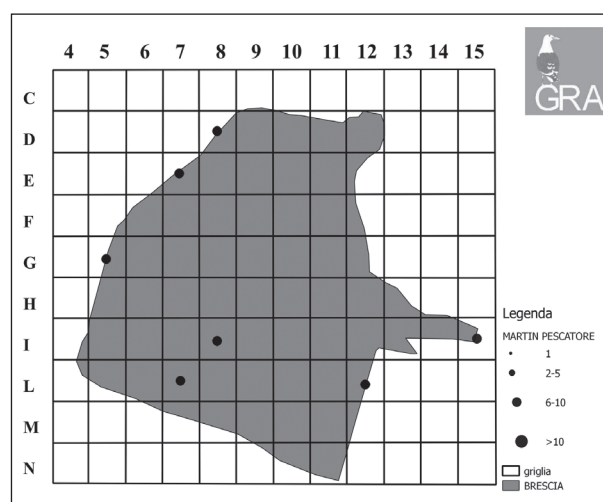 4 5 6 7 8 9 10 11 12 13 14 15
C
D
E
F
G
H
I
L
M
N
GRA
Legenda
MARTIN PESCATORE
1
2-5
6-10
>10
griglia
BRESCIA